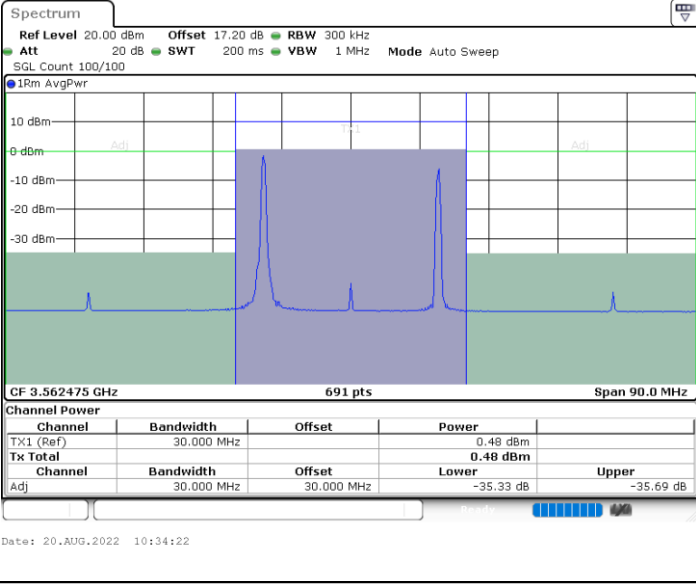 Spectrum
Ref Level 20.00 dBm Offset 17.20 dB RBW 300 kHz
Att 20 dB SWT 200 ms VBW 1 MHz Mode Auto Sweep
SGL Count 100/100
1Rm AvgPwr
10 dBm
TX1
Adj Adj
0 dBm
-10 dBm
-20 dBm
-30 dBm
CF 3.562475 GHz 691 pts Span 90.0 MHz
Channel Power
Channel Bandwidth Offset Power
TX1 (Ref) 30.000 MHz 0.48 dBm
Tx Total 0.48 dBm
Channel Bandwidth Offset Lower Upper
Adj 30.000 MHz 30.000 MHz -35.33 dB -35.69 dB
Ready
Date: 20.AUG.2022 10:34:22